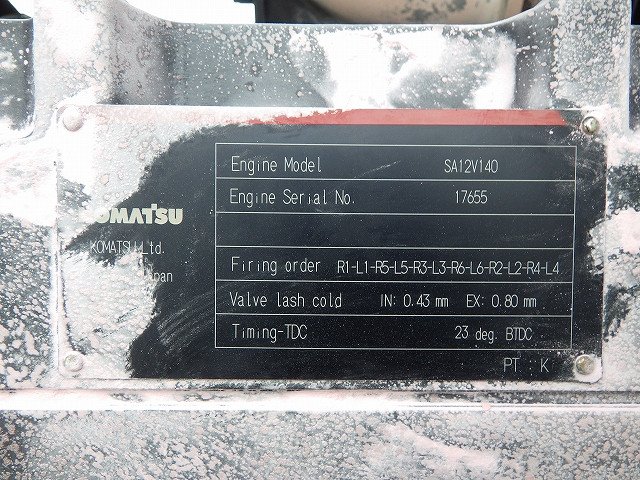 Engine Model SA12V140
Engine Serial No. 17655
KOMATSU
KOMATSU Ltd.
Firing order R1-L1-R5-L5-R3-L3-R6-L6-R2-L2-R4-L4
Valve lash cold IN: 0.43 mm EX: 0.80 mm
Timing-TDC 23 deg. BTDC
PT : K